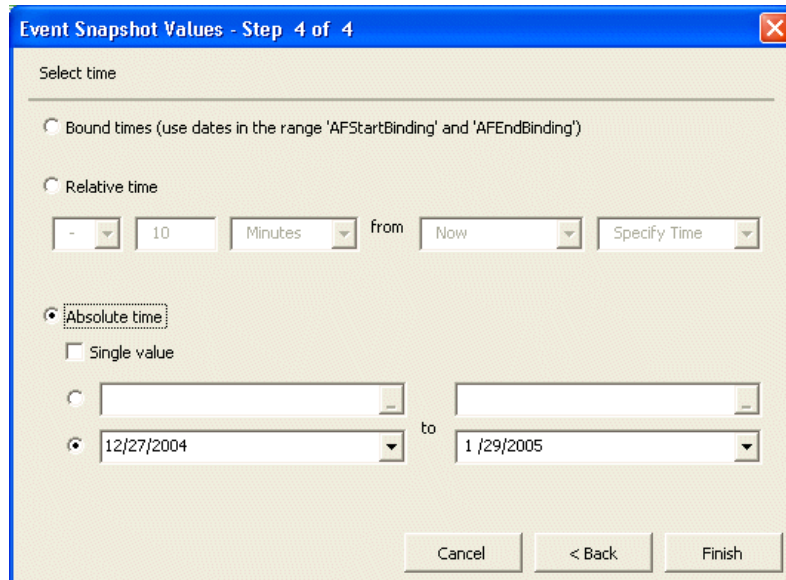 Event Snapshot Values - Step 4 of 4
Select time
Bound times (use dates in the range 'AFStartBinding' and 'AFEndBinding')
Relative time
- 10 Minutes from Now Specify Time
Absolute time
Single value
to
12/27/2004 1 /29/2005
Cancel < Back Finish